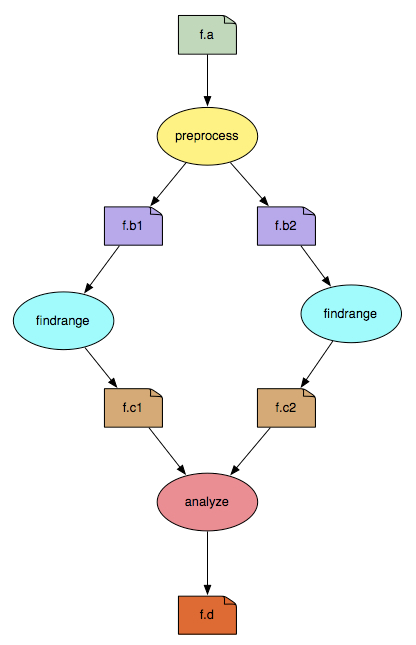 f.a
preprocess
f.b1
f.b2
findrange
findrange
f.c1
f.c2
analyze
f.d